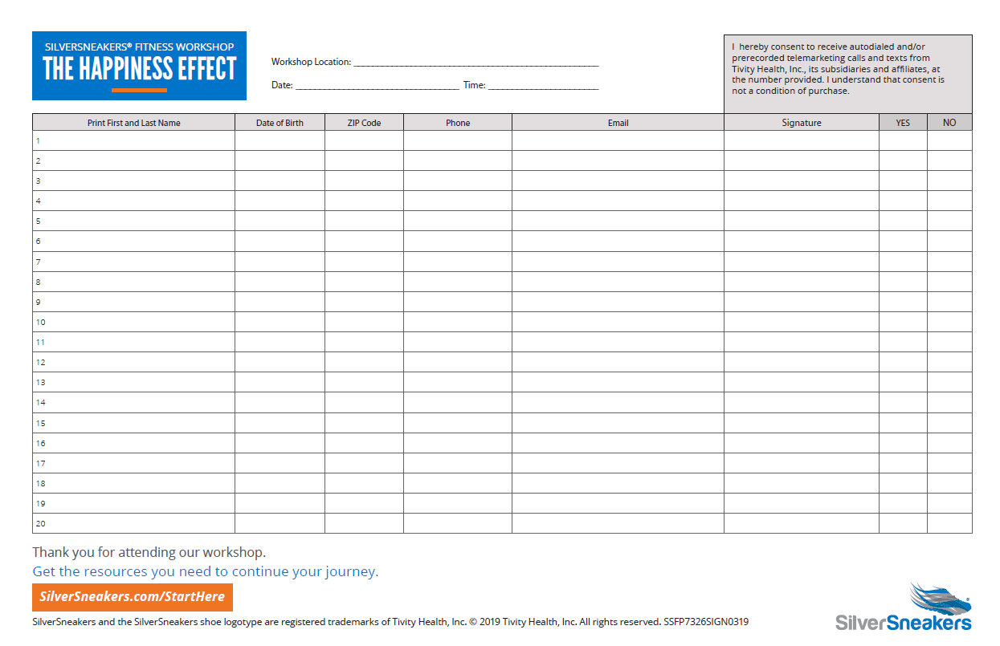 SILVERSNEAKERS® FITNESS WORKSHOP
THE HAPPINESS EFFECT
Workshop Location: ______________________________
Date: ______________________________ Time: ____________________
I hereby consent to receive autodialed and/or
prerecorded telemarketing calls and texts from
Tivity Health, Inc., its subsidiaries and affiliates, at
the number provided. I understand that consent is
not a condition of purchase.
Print First and Last Name Date of Birth ZIP Code Phone Email Signature YES NO
1
2
3
4
5
6
7
8
9
10
11
12
13
14
15
16
17
18
19
20
Thank you for attending our workshop.
Get the resources you need to continue your journey.
SilverSneakers.com/StartHere
SilverSneakers and the SilverSneakers shoe logotype are registered trademarks of Tivity Health, Inc. © 2019 Tivity Health, Inc. All rights reserved. SSFP7326SIGN0319
SilverSneakers®